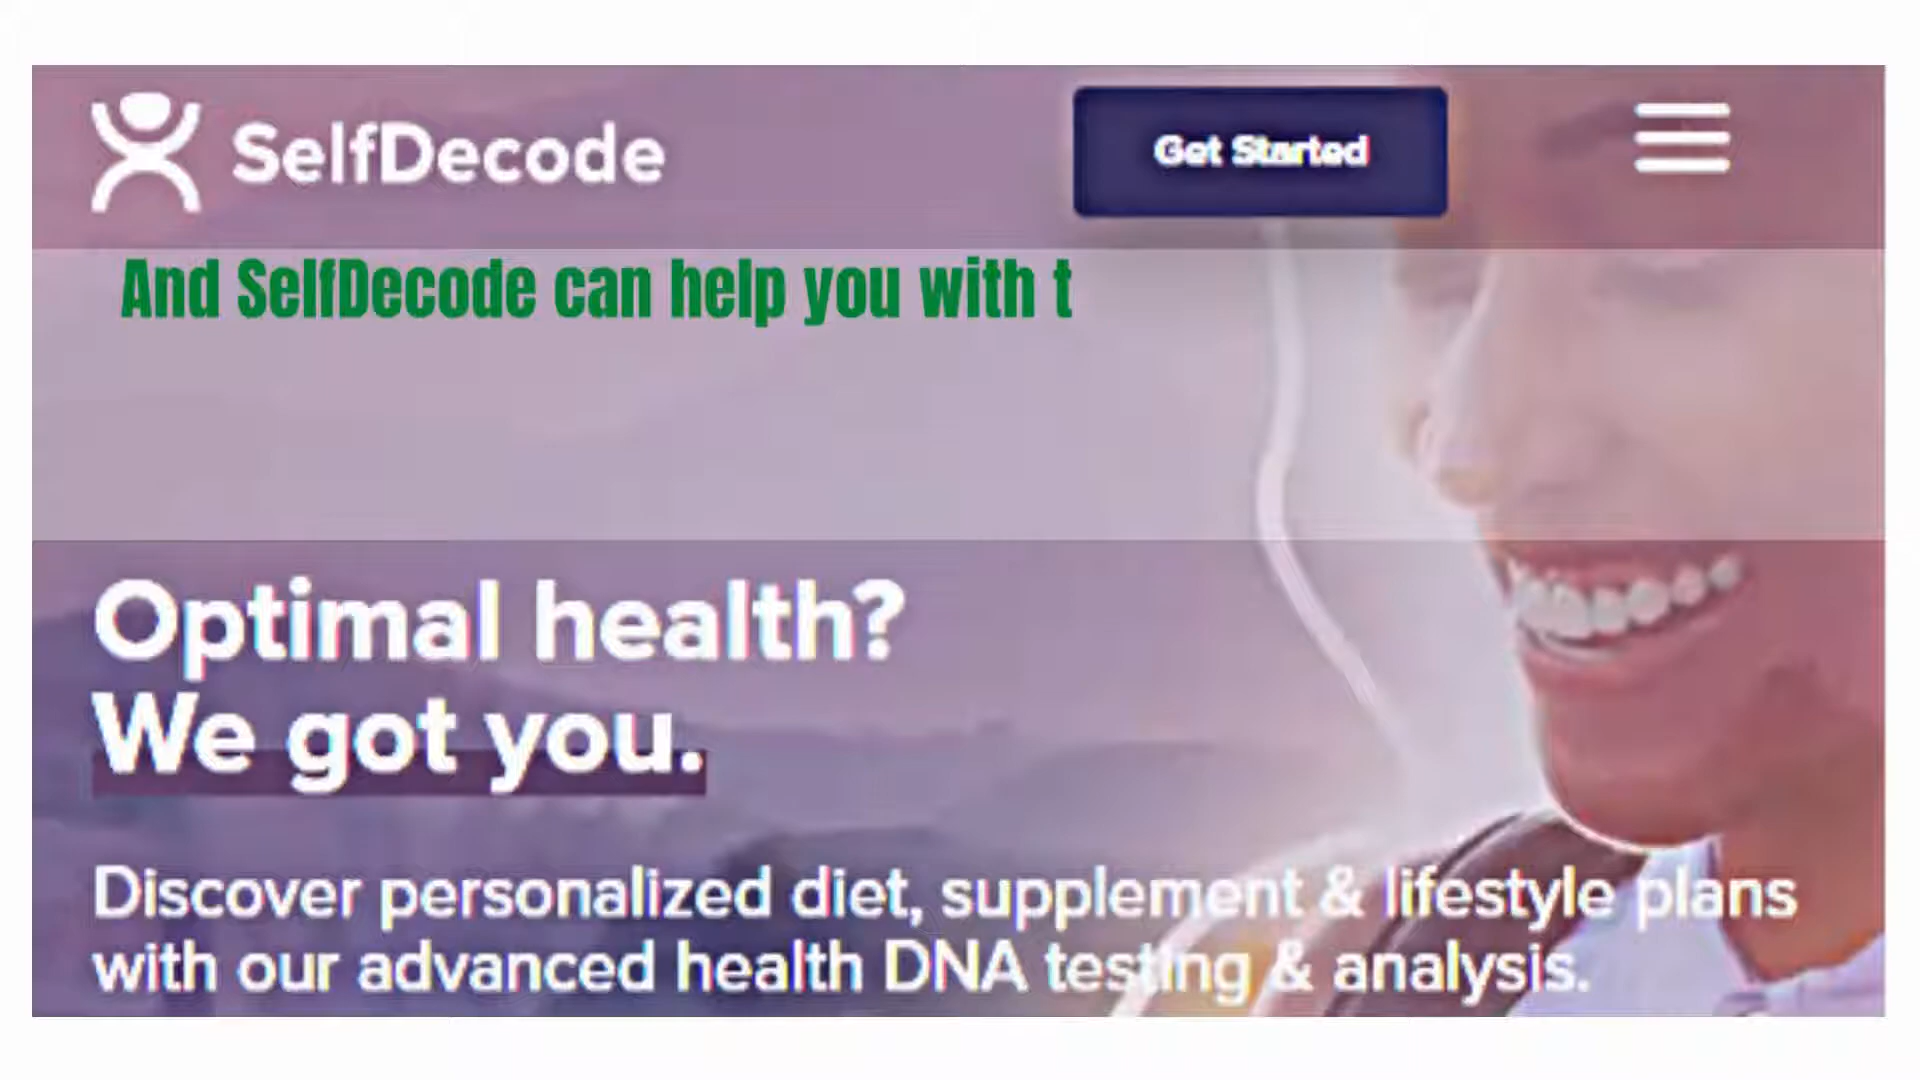 SelfDecode
Get Started
And SelfDecode can help you with t
Optimal health?
We got you.
Discover personalized diet, supplement & lifestyle plans
with our advanced health DNA testing & analysis.